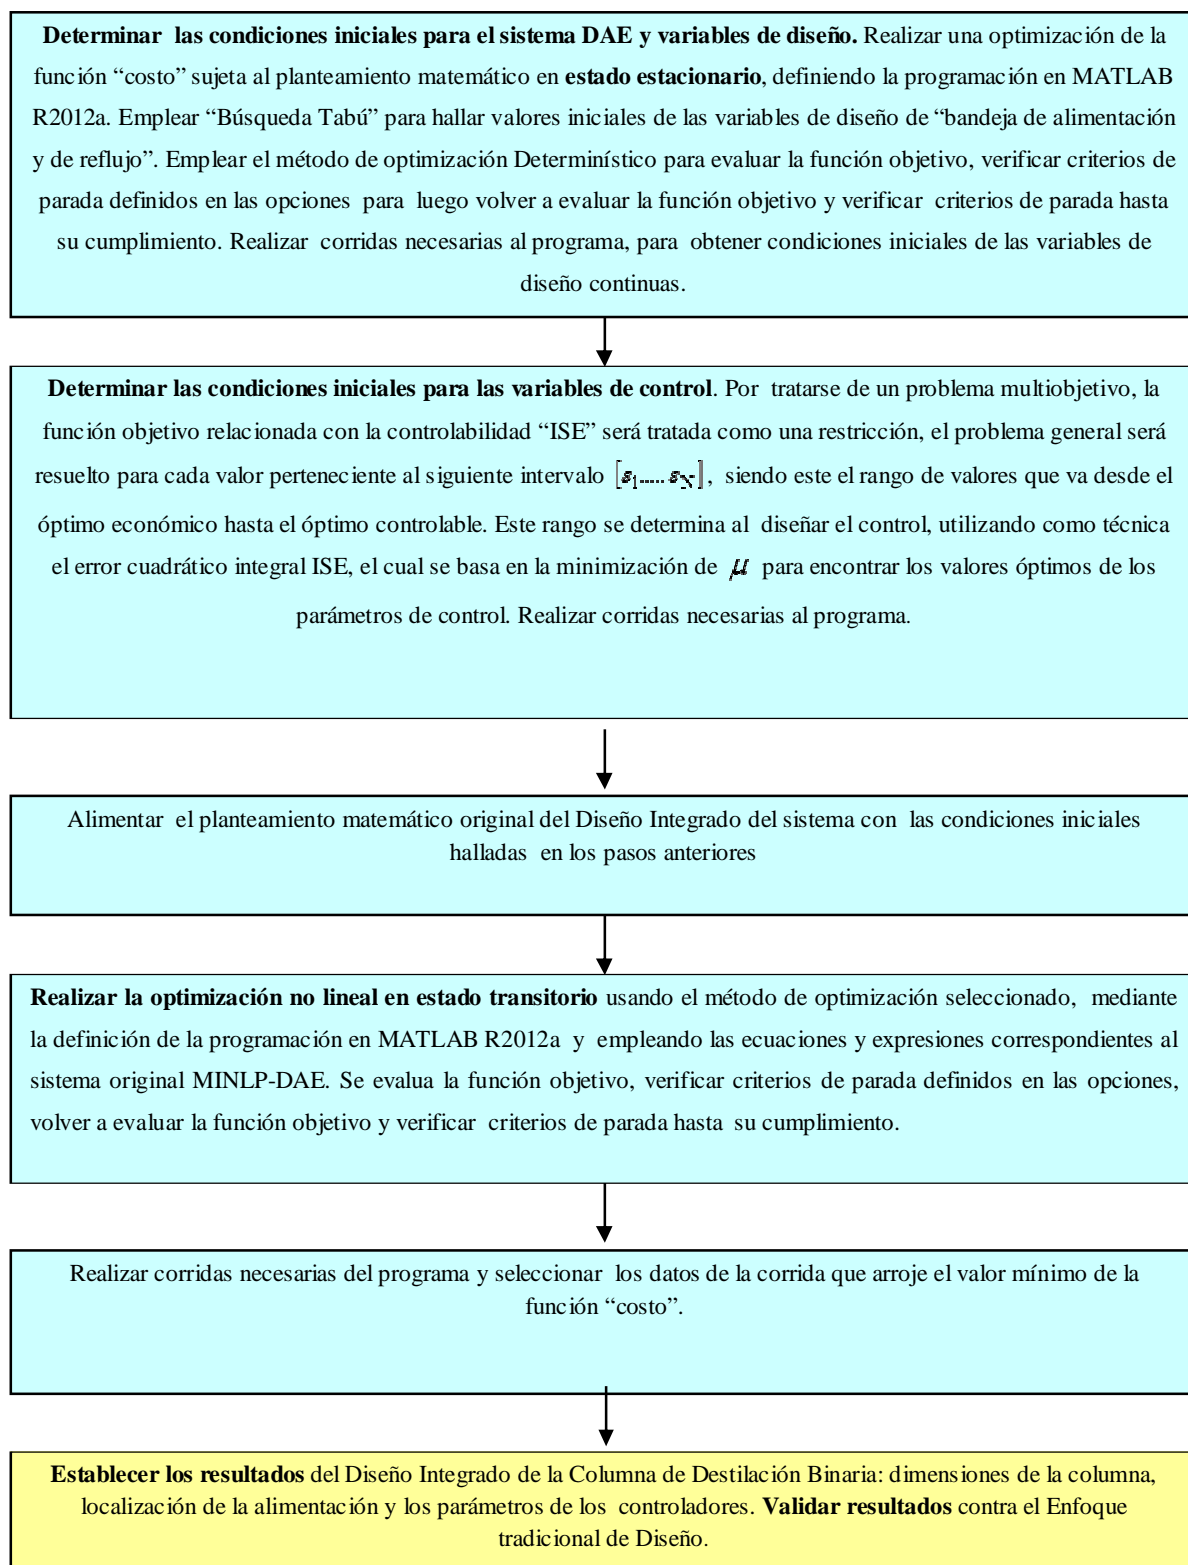 Determinar las condiciones iniciales para el sistema DAE y variables de diseño. Realizar una optimización de la
función “costo” sujeta al planteamiento matemático en estado estacionario, definiendo la programación en MATLAB
R2012a. Emplear “Búsqueda Tabú” para hallar valores iniciales de las variables de diseño de “bandeja de alimentación
y de reflujo”. Emplear el método de optimización Determinístico para evaluar la función objetivo, verificar criterios de
parada definidos en las opciones para luego volver a evaluar la función objetivo y verificar criterios de parada hasta
su cumplimiento. Realizar corridas necesarias al programa, para obtener condiciones iniciales de las variables de
diseño continuas.
Determinar las condiciones iniciales para las variables de control. Por tratarse de un problema multiobjetivo, la
función objetivo relacionada con la controlabilidad “ISE” será tratada como una restricción, el problema general será
resuelto para cada valor perteneciente al siguiente intervalo [ε₁.....ε_N], siendo este el rango de valores que va desde el
óptimo económico hasta el óptimo controlable. Este rango se determina al diseñar el control, utilizando como técnica
el error cuadrático integral ISE, el cual se basa en la minimización de μ para encontrar los valores óptimos de los
parámetros de control. Realizar corridas necesarias al programa.
Alimentar el planteamiento matemático original del Diseño Integrado del sistema con las condiciones iniciales
halladas en los pasos anteriores
Realizar la optimización no lineal en estado transitorio usando el método de optimización seleccionado, mediante
la definición de la programación en MATLAB R2012a y empleando las ecuaciones y expresiones correspondientes al
sistema original MINLP-DAE. Se evalua la función objetivo, verificar criterios de parada definidos en las opciones,
volver a evaluar la función objetivo y verificar criterios de parada hasta su cumplimiento.
Realizar corridas necesarias del programa y seleccionar los datos de la corrida que arroje el valor mínimo de la
función “costo”.
Establecer los resultados del Diseño Integrado de la Columna de Destilación Binaria: dimensiones de la columna,
localización de la alimentación y los parámetros de los controladores. Validar resultados contra el Enfoque
tradicional de Diseño.